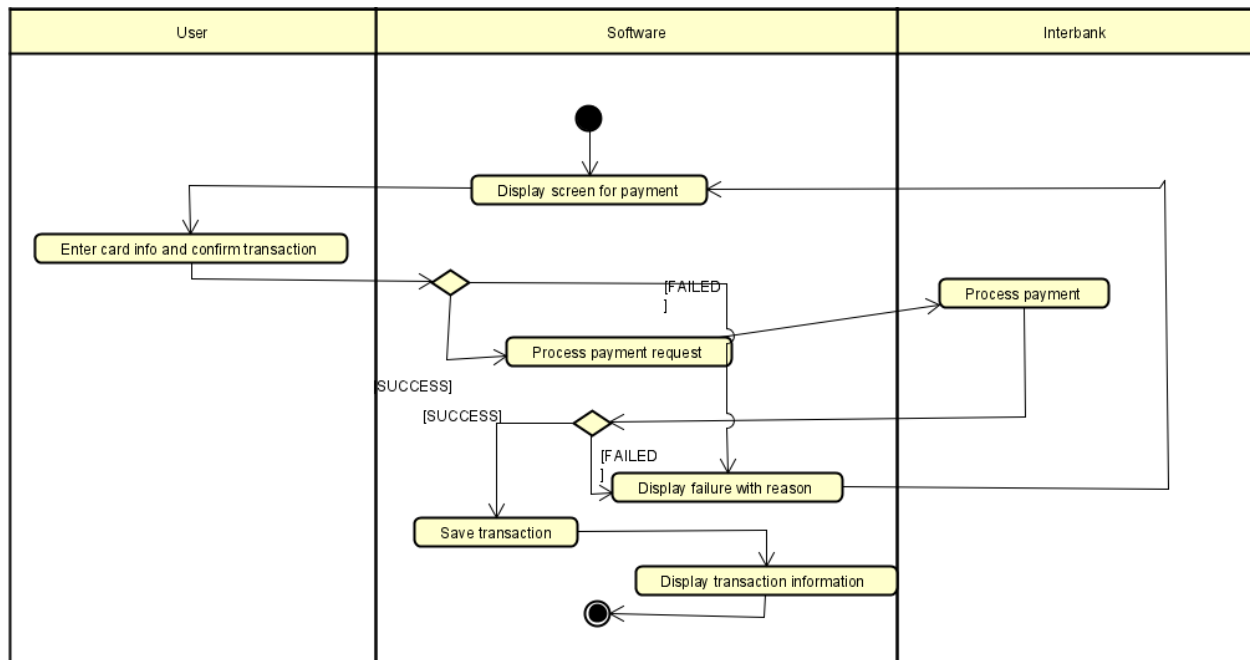 User
Software
Interbank
Display screen for payment
Enter card info and confirm transaction
[FAILED
]
Process payment
Process payment request
[SUCCESS]
[SUCCESS]
[FAILED
]
Display failure with reason
Save transaction
Display transaction information